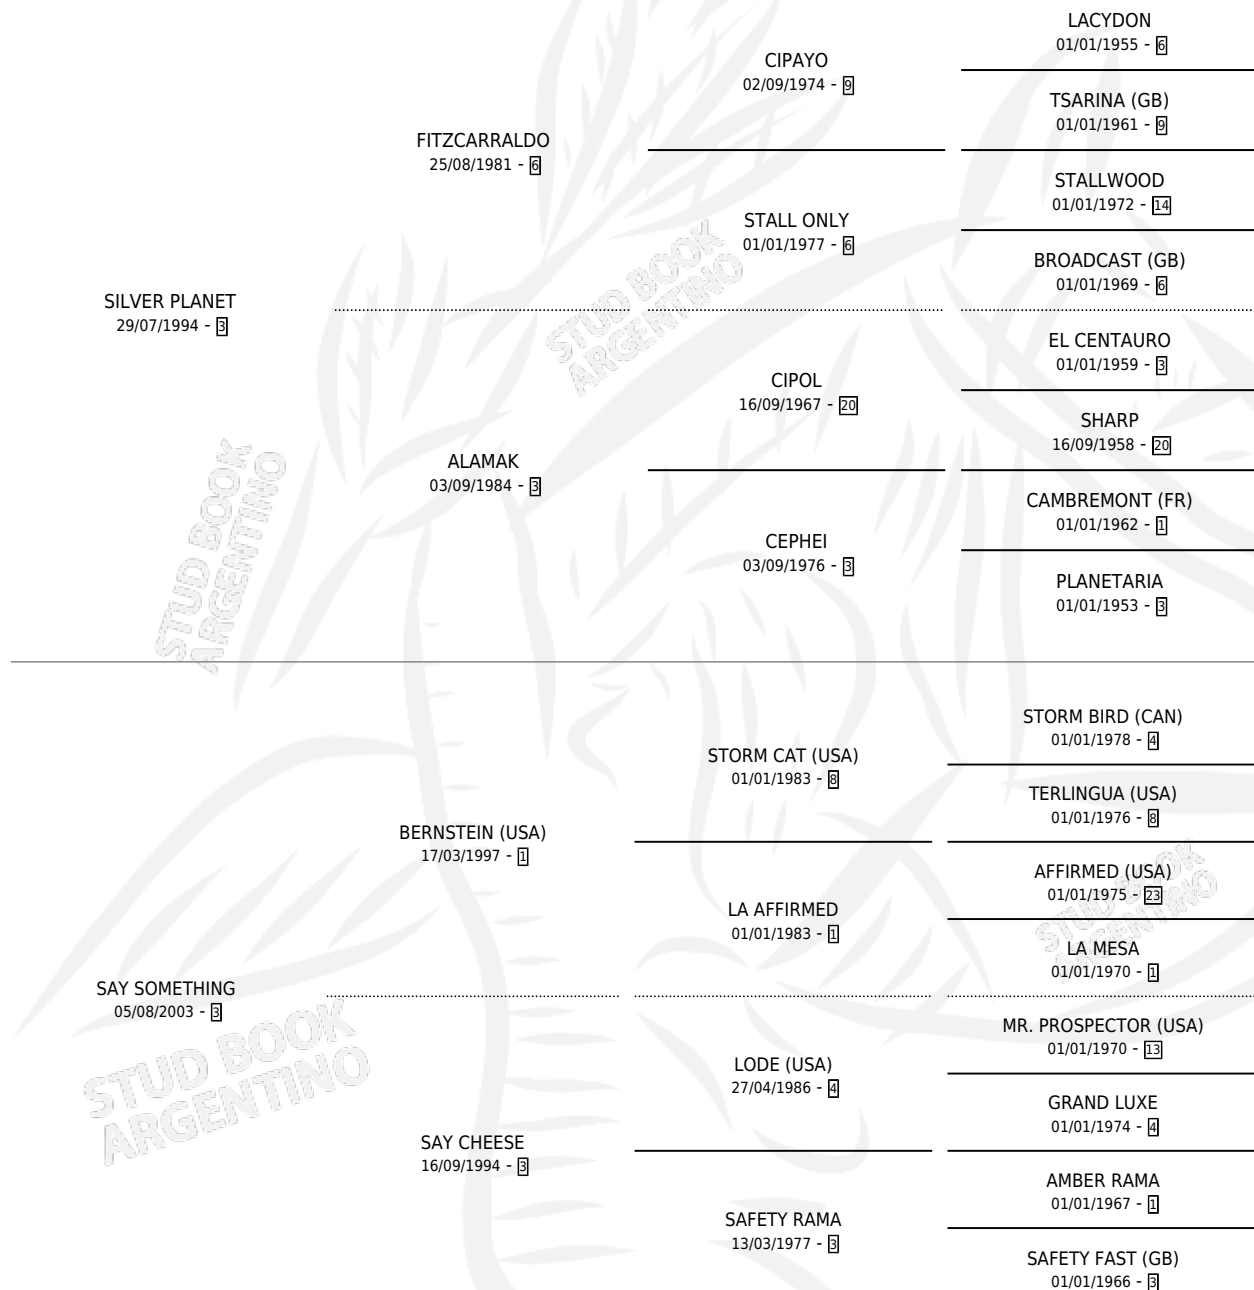 LACYDON
01/01/1955 - 6
CIPAYO
02/09/1974 - 9
TSARINA (GB)
01/01/1961 - 9
FITZCARRALDO
25/08/1981 - 6
STALLWOOD
01/01/1972 - 14
STALL ONLY
01/01/1977 - 6
BROADCAST (GB)
01/01/1969 - 6
SILVER PLANET
29/07/1994 - 3
EL CENTAURO
01/01/1959 - 3
CIPOL
16/09/1967 - 20
SHARP
16/09/1958 - 20
ALAMAK
03/09/1984 - 3
CAMBREMONT (FR)
01/01/1962 - 1
CEPHEI
03/09/1976 - 3
PLANETARIA
01/01/1953 - 3
STUD BOOK
ARGENTINO
STUD BOOK
ARGENTINO
STORM BIRD (CAN)
01/01/1978 - 4
STORM CAT (USA)
01/01/1983 - 8
TERLINGUA (USA)
01/01/1976 - 8
BERNSTEIN (USA)
17/03/1997 - 1
AFFIRMED (USA)
01/01/1975 - 23
LA AFFIRMED
01/01/1983 - 1
LA MESA
01/01/1970 - 1
SAY SOMETHING
05/08/2003 - 3
MR. PROSPECTOR (USA)
01/01/1970 - 13
LODE (USA)
27/04/1986 - 4
GRAND LUXE
01/01/1974 - 4
SAY CHEESE
16/09/1994 - 3
AMBER RAMA
01/01/1967 - 1
SAFETY RAMA
13/03/1977 - 3
SAFETY FAST (GB)
01/01/1966 - 3
STUD BOOK
ARGENTINO
STUD BOOK
ARGENTINO